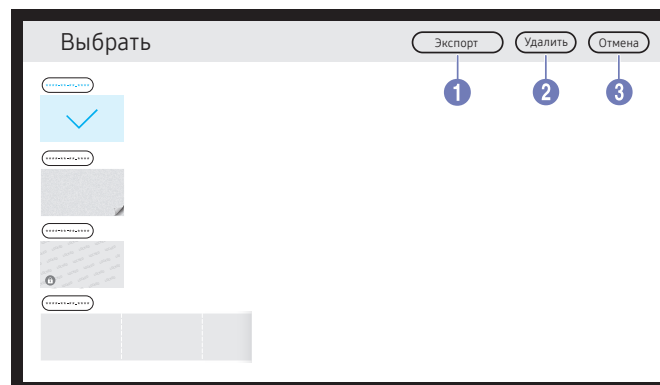 Выбрать
Экспорт
Удалить
Отмена
1
2
3